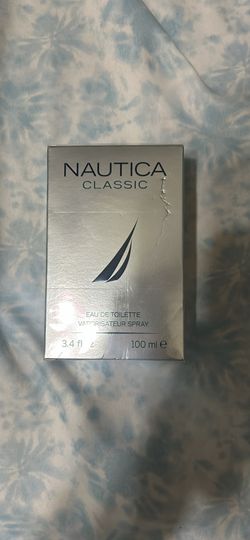 NAUTICA
CLASSIC
EAU DE TOILETTE
VAPORISATEUR SPRAY
3.4 fl z 100 ml ℮